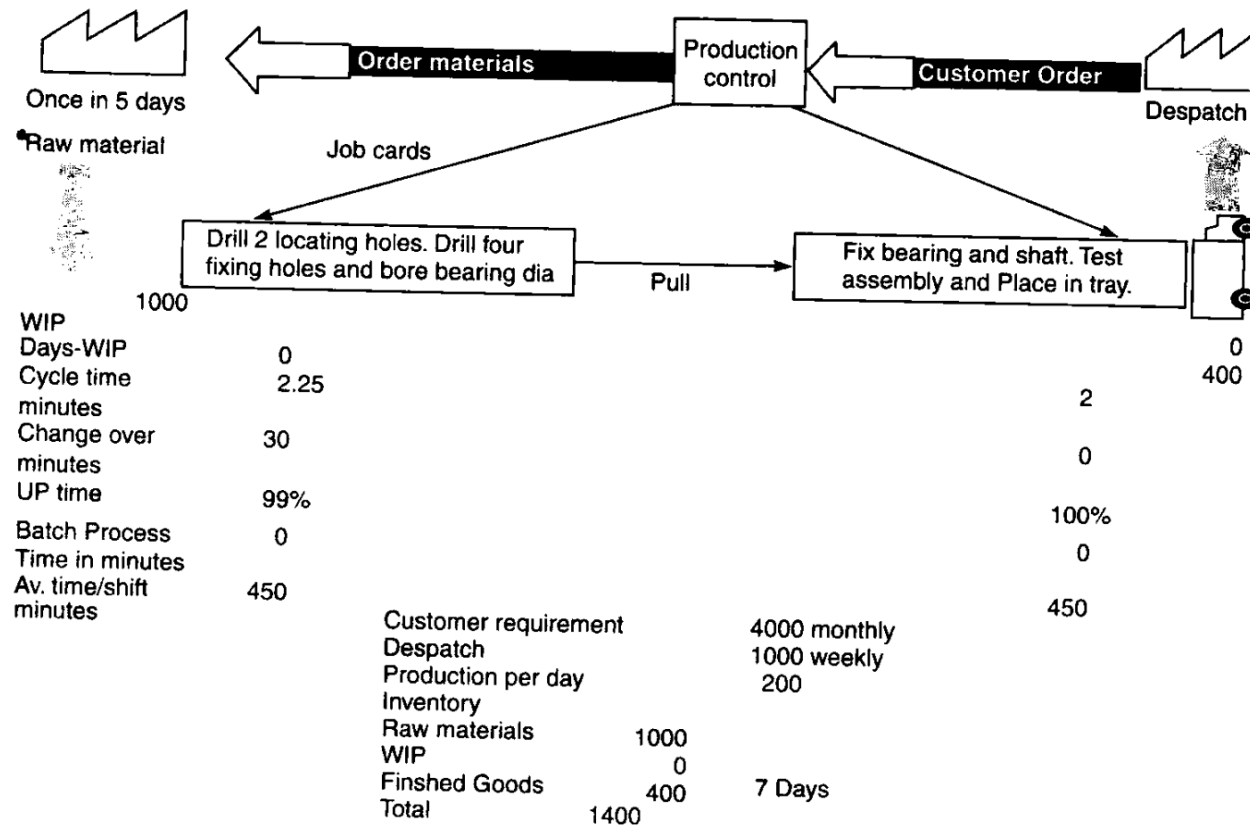 Order materials
Production
control
Customer Order
Once in 5 days
Despatch
Raw material
Job cards
Drill 2 locating holes. Drill four
fixing holes and bore bearing dia
Pull
Fix bearing and shaft. Test
assembly and Place in tray.
1000
WIP
Days-WIP 0 0
Cycle time 2.25 400
minutes 2
Change over 30
minutes 0
UP time 99%
100%
Batch Process 0
Time in minutes 0
Av. time/shift 450
minutes 450
Customer requirement 4000 monthly
Despatch 1000 weekly
Production per day 200
Inventory
Raw materials 1000
WIP 0
Finshed Goods 400 7 Days
Total 1400